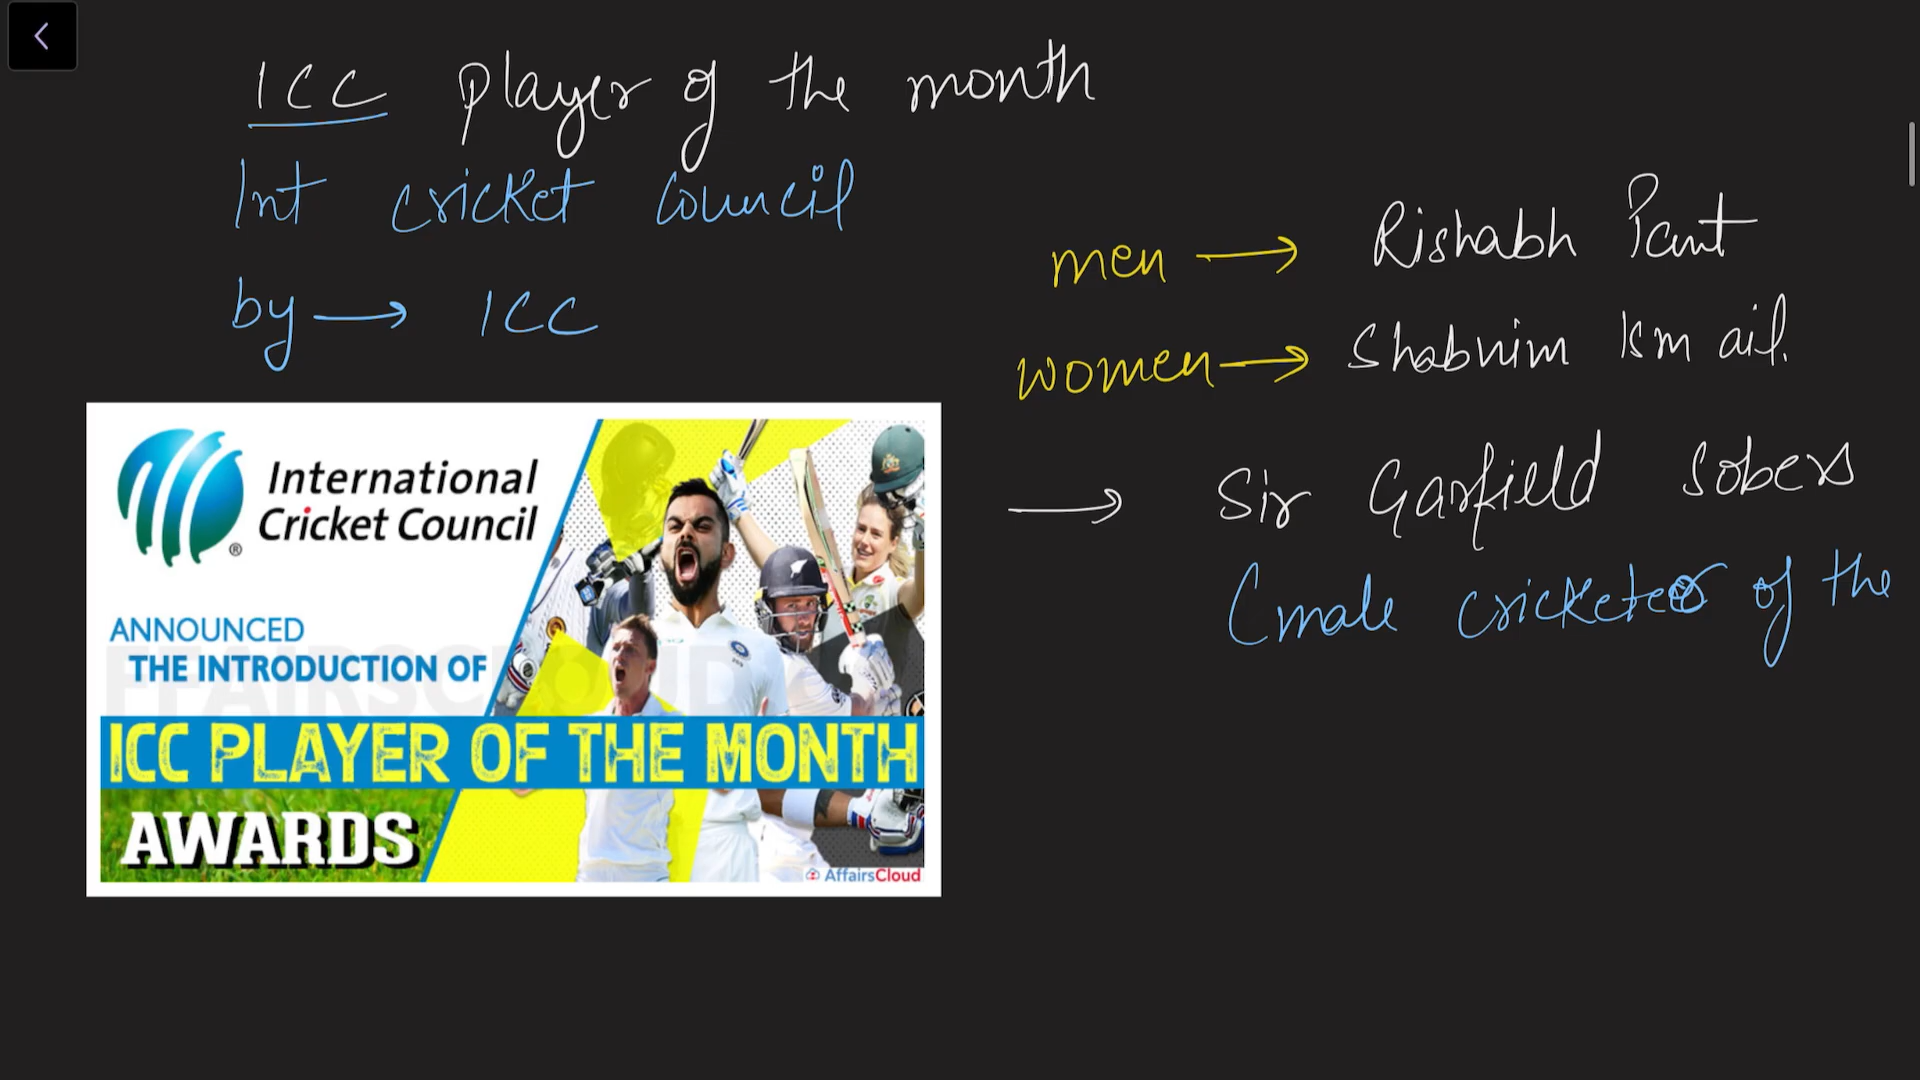 ICC player of the month
Int cricket council
by → ICC
men → Rishabh Pant
women → Shabnim Ismail.
→ Sir Garfield Sobers
(male cricketer of the
International
Cricket Council
®
ANNOUNCED
THE INTRODUCTION OF
ICC PLAYER OF THE MONTH
AWARDS
AffairsCloud